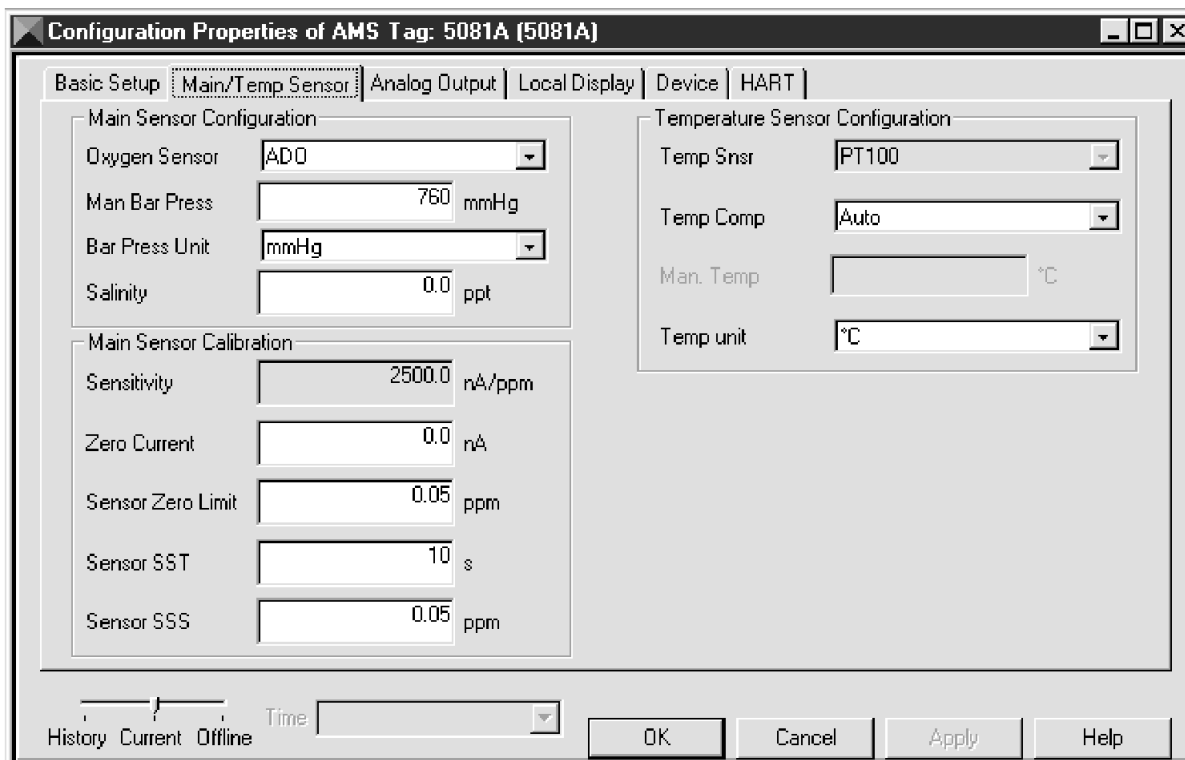 Configuration Properties of AMS Tag: 5081A (5081A)
Basic Setup Main/Temp Sensor Analog Output Local Display Device HART
Main Sensor Configuration
Oxygen Sensor ADO
Man Bar Press 760 mmHg
Bar Press Unit mmHg
Salinity 0.0 ppt
Main Sensor Calibration
Sensitivity 2500.0 nA/ppm
Zero Current 0.0 nA
Sensor Zero Limit 0.05 ppm
Sensor SST 10 s
Sensor SSS 0.05 ppm
Temperature Sensor Configuration
Temp Snsr PT100
Temp Comp Auto
Man. Temp °C
Temp unit °C
History Current Offline
Time
OK Cancel Apply Help